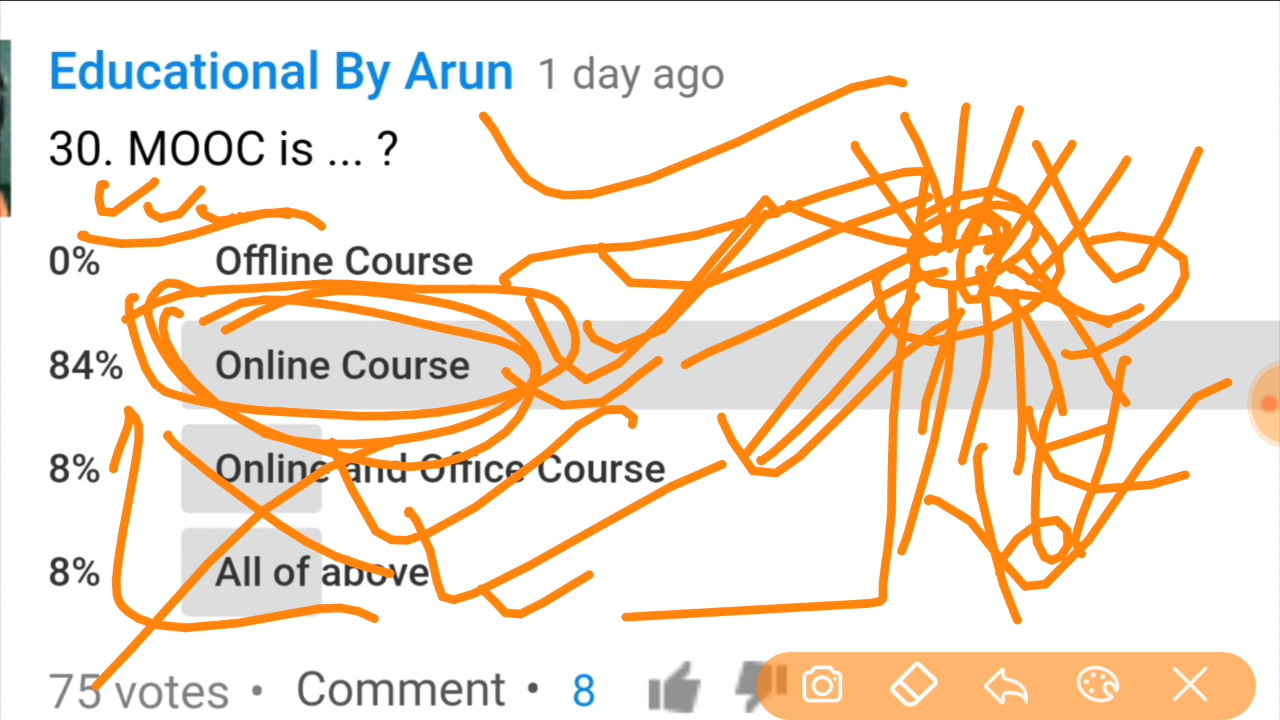 Educational By Arun 1 day ago
30. MOOC is ... ?
0% Offline Course
84% Online Course
8% Online and Office Course
8% All of above
75 votes • Comment • 8